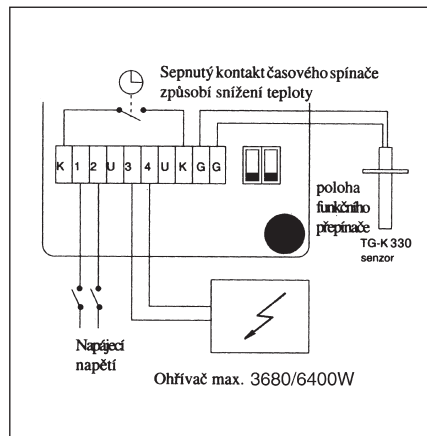 Sepnutý kontakt časového spínače
způsobí snížení teploty
K 1 2 U 3 4 U K G G
poloha
funkčního
přepínače
TG-K 330
senzor
Napájecí
napětí
Ohřívač max. 3680/6400W